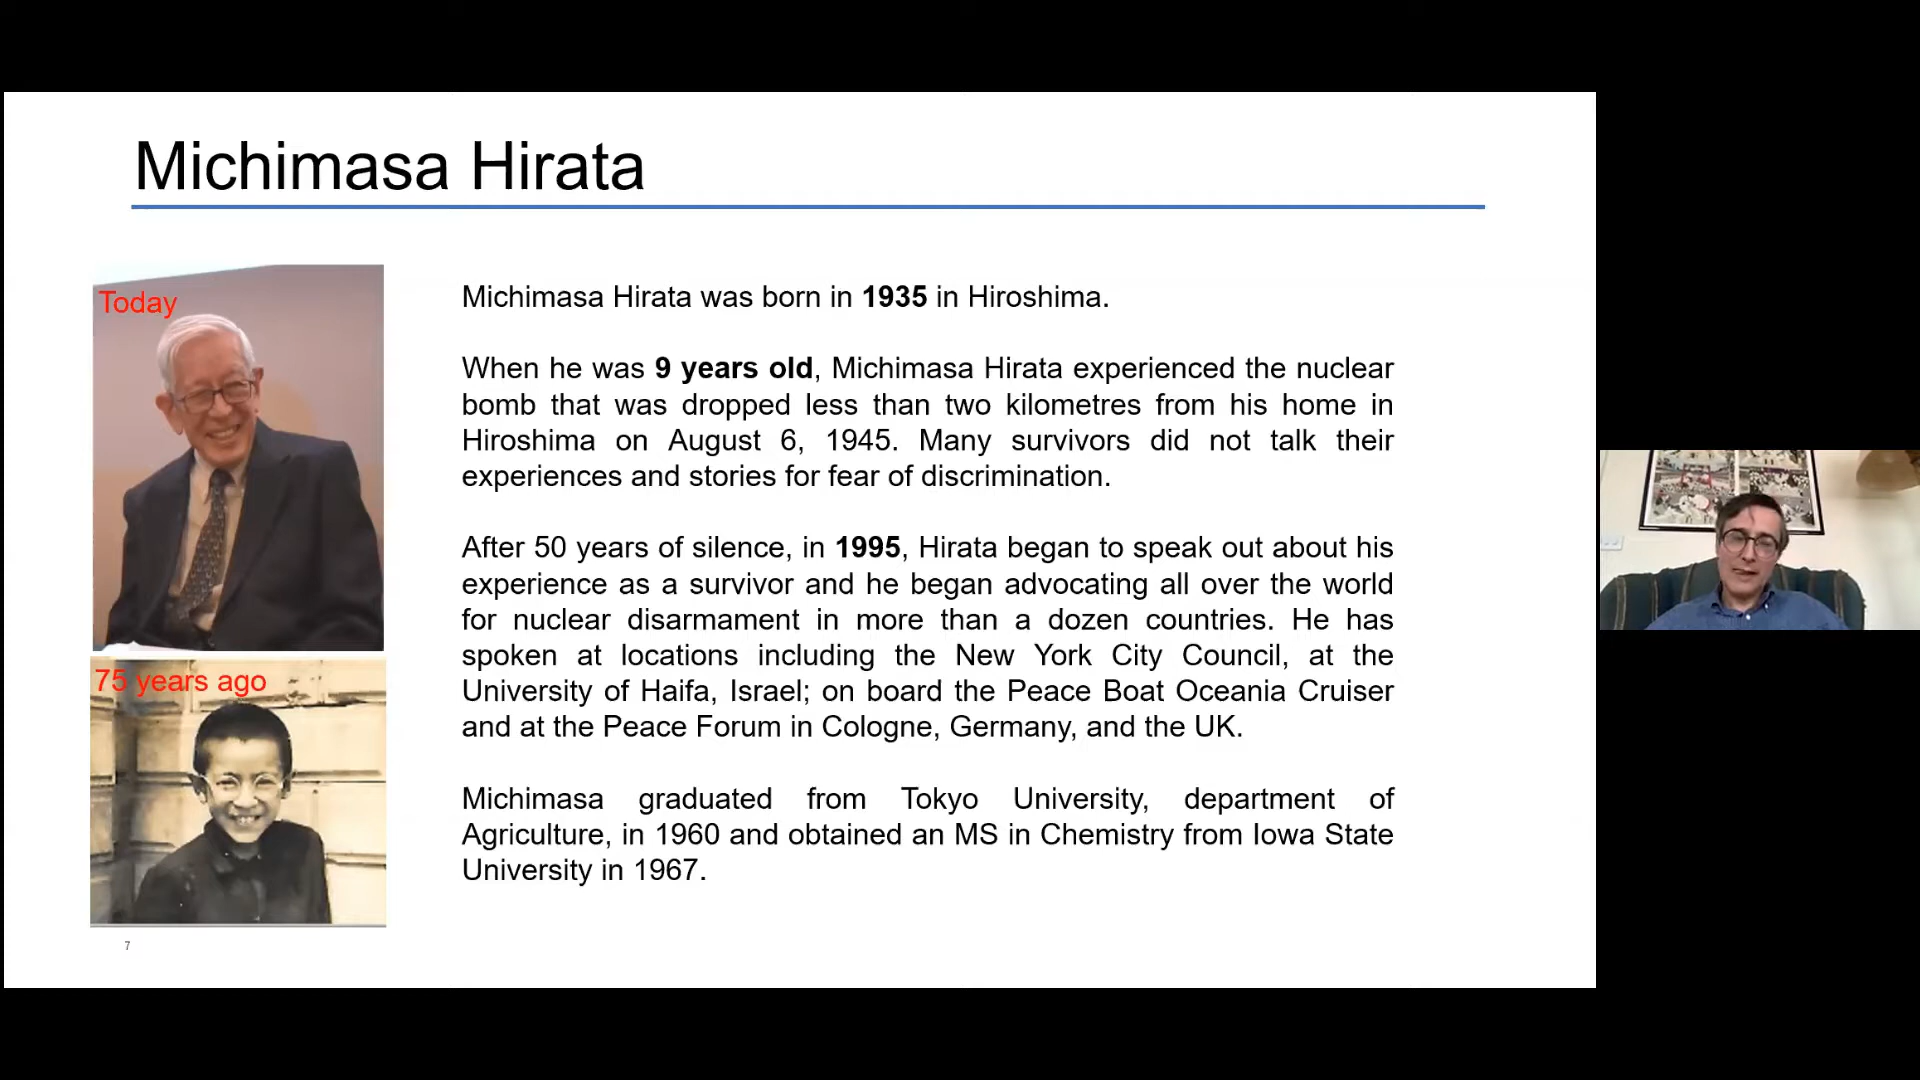 Michimasa Hirata
Today
75 years ago
Michimasa Hirata was born in 1935 in Hiroshima.
When he was 9 years old, Michimasa Hirata experienced the nuclear
bomb that was dropped less than two kilometres from his home in
Hiroshima on August 6, 1945. Many survivors did not talk their
experiences and stories for fear of discrimination.
After 50 years of silence, in 1995, Hirata began to speak out about his
experience as a survivor and he began advocating all over the world
for nuclear disarmament in more than a dozen countries. He has
spoken at locations including the New York City Council, at the
University of Haifa, Israel; on board the Peace Boat Oceania Cruiser
and at the Peace Forum in Cologne, Germany, and the UK.
Michimasa graduated from Tokyo University, department of
Agriculture, in 1960 and obtained an MS in Chemistry from Iowa State
University in 1967.
7